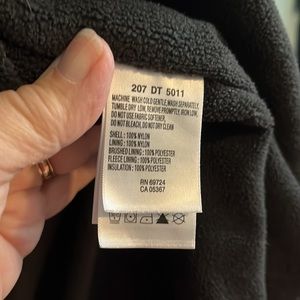 207 DT 5011
MACHINE WASH COLD GENTLE, WASH SEPARATELY,
TUMBLE DRY LOW, REMOVE PROMPTLY, IRON LOW,
DO NOT USE FABRIC SOFTENER,
DO NOT BLEACH, DO NOT DRY CLEAN
SHELL : 100% NYLON
LINING : 100% NYLON
BRUSHED LINING : 100% POLYESTER
FLEECE LINING : 100% POLYESTER
INSULATION : 100% POLYESTER
RN 69724
CA 05367